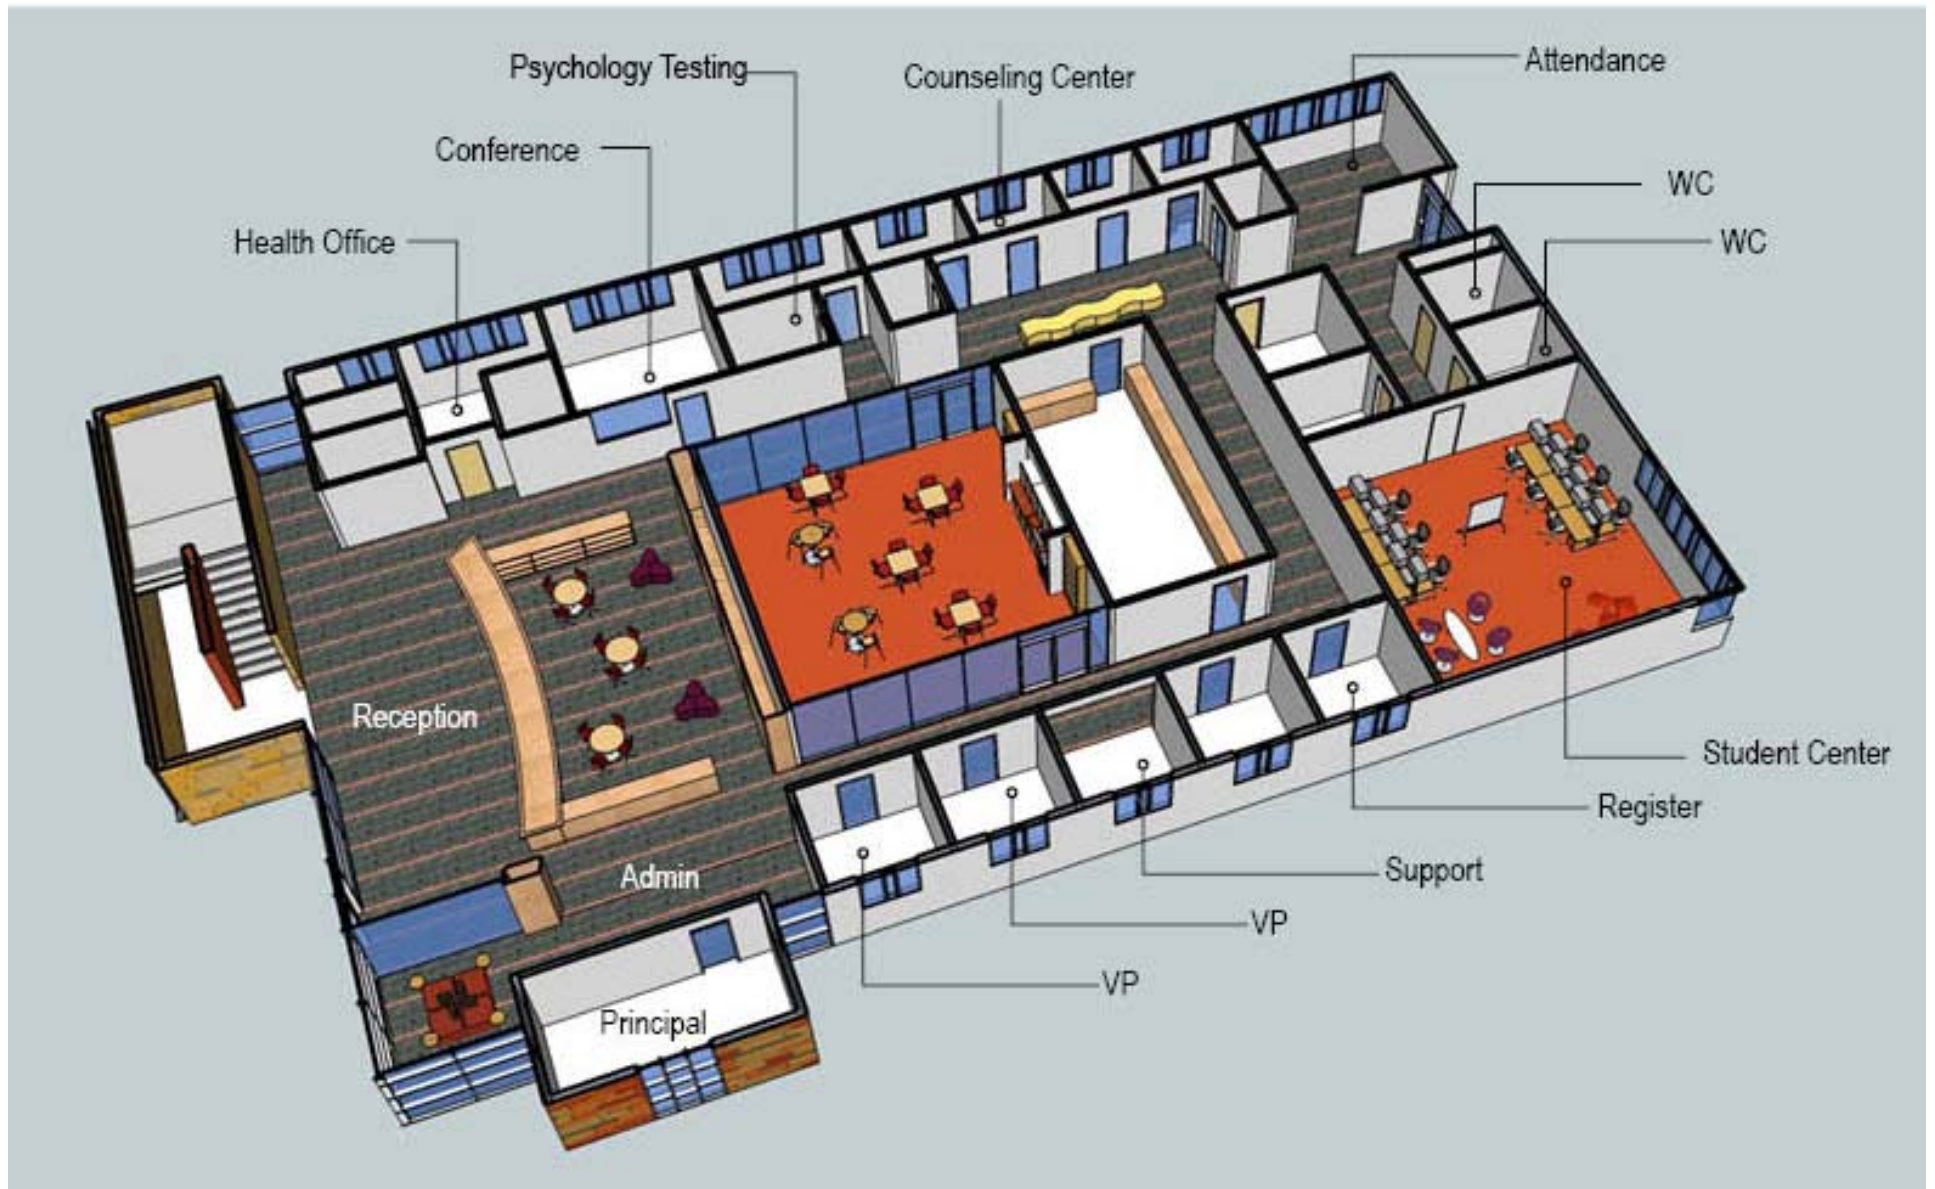 Psychology Testing
Counseling Center
Attendance
Conference
WC
Health Office
WC
Reception
Student Center
Register
Admin
Support
VP
VP
Principal